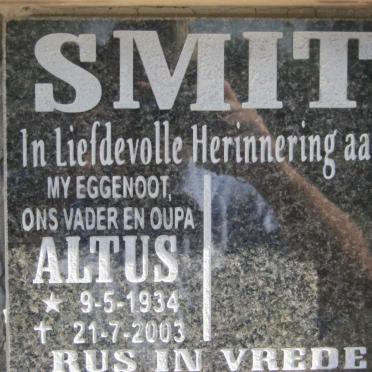 SMIT
In Liefdevolle Herinnering aa
MY EGGENOOT,
ONS VADER EN OUPA
ALTUS
★ 9-5-1934
✝ 21-7-2003
RUS IN VREDE